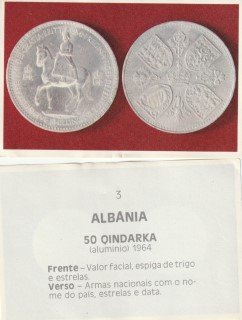 3
ALBÂNIA
50 QINDARKA
(alumínio) 1964
Frente – Valor facial, espiga de trigo
e estrelas.
Verso – Armas nacionais com o no-
me do país, estrelas e data.